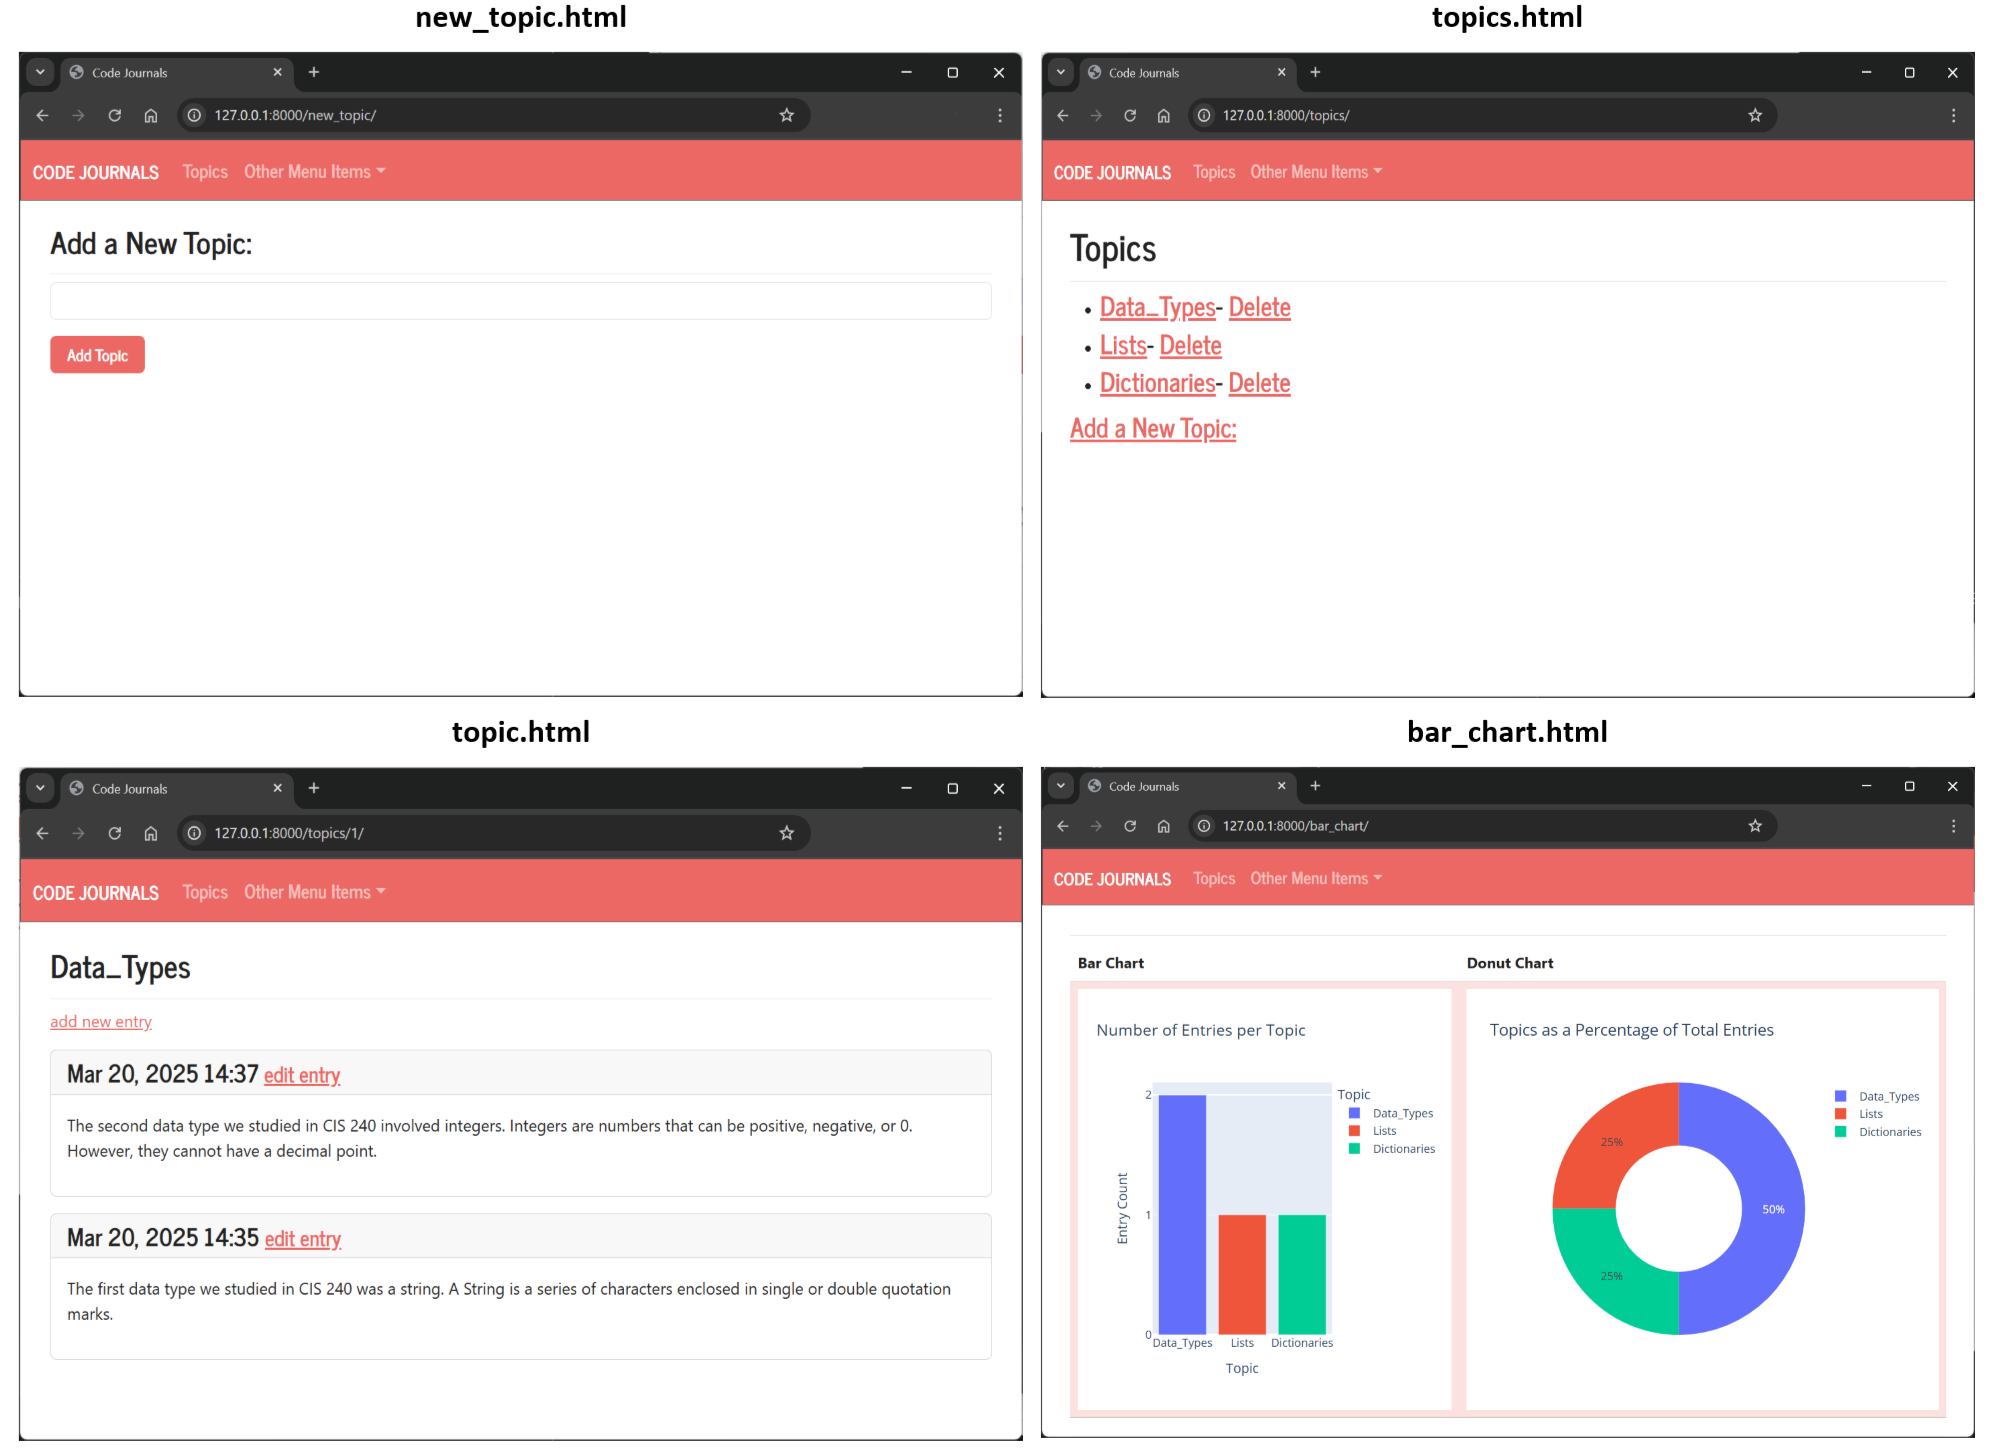 new_topic.html
Code Journals
127.0.0.1:8000/new_topic/
CODE JOURNALS Topics Other Menu Items
Add a New Topic:
Add Topic
topics.html
Code Journals
127.0.0.1:8000/topics/
CODE JOURNALS Topics Other Menu Items
Topics
Data_Types- Delete
Lists- Delete
Dictionaries- Delete
Add a New Topic:
topic.html
Code Journals
127.0.0.1:8000/topics/1/
CODE JOURNALS Topics Other Menu Items
Data_Types
add new entry
Mar 20, 2025 14:37 edit entry
The second data type we studied in CIS 240 involved integers. Integers are numbers that can be positive, negative, or 0.
However, they cannot have a decimal point.
Mar 20, 2025 14:35 edit entry
The first data type we studied in CIS 240 was a string. A String is a series of characters enclosed in single or double quotation
marks.
bar_chart.html
Code Journals
127.0.0.1:8000/bar_chart/
CODE JOURNALS Topics Other Menu Items
Bar Chart
Number of Entries per Topic
2
1
0
Entry Count
Data_Types Lists Dictionaries
Topic
Topic
Data_Types
Lists
Dictionaries
Donut Chart
Topics as a Percentage of Total Entries
25%
50%
25%
Data_Types
Lists
Dictionaries